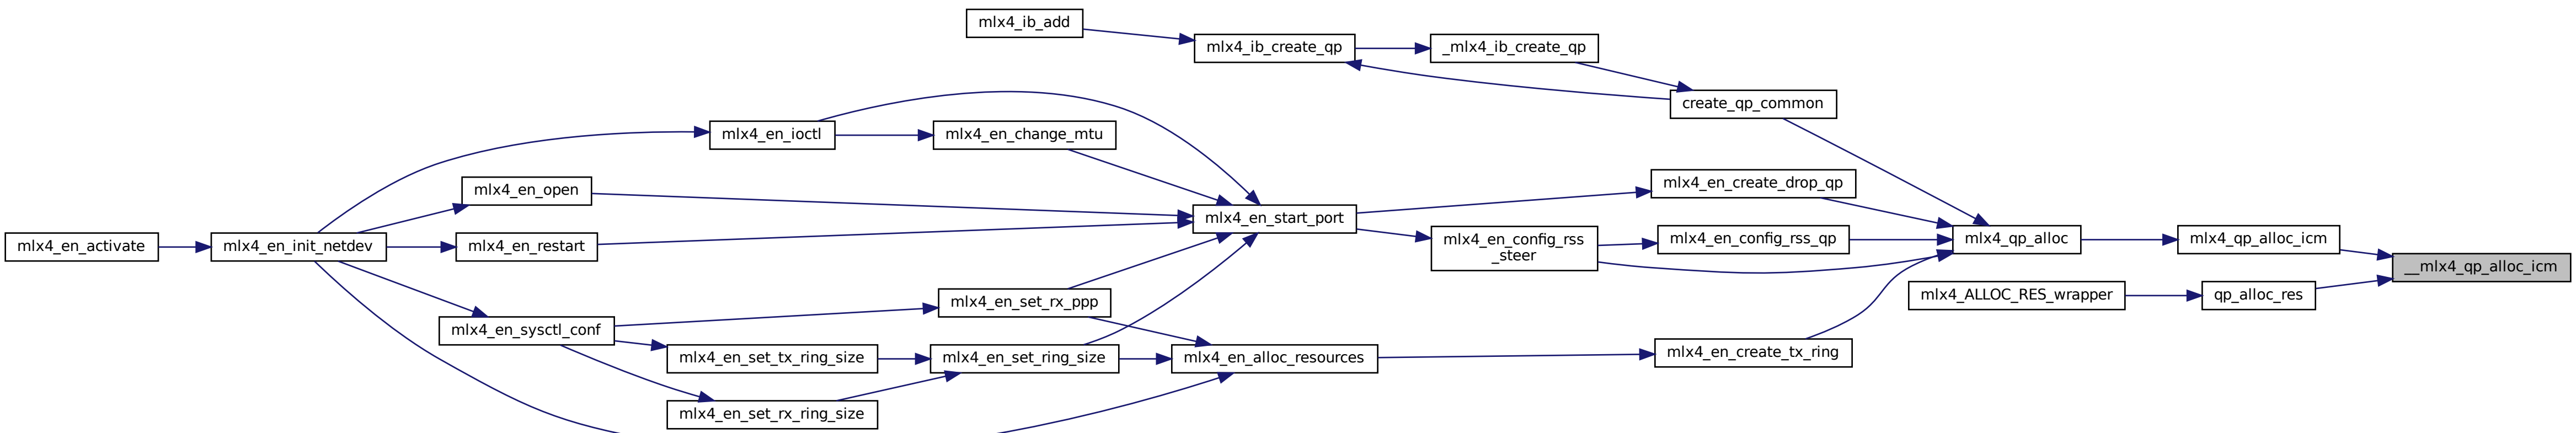 mlx4_ib_add
mlx4_ib_create_qp
_mlx4_ib_create_qp
create_qp_common
mlx4_en_ioctl
mlx4_en_change_mtu
mlx4_en_open
mlx4_en_create_drop_qp
mlx4_en_start_port
mlx4_en_activate
mlx4_en_init_netdev
mlx4_en_restart
mlx4_en_config_rss
_steer
mlx4_en_config_rss_qp
mlx4_qp_alloc
mlx4_qp_alloc_icm
__mlx4_qp_alloc_icm
mlx4_en_set_rx_ppp
mlx4_ALLOC_RES_wrapper
qp_alloc_res
mlx4_en_sysctl_conf
mlx4_en_set_tx_ring_size
mlx4_en_set_ring_size
mlx4_en_alloc_resources
mlx4_en_create_tx_ring
mlx4_en_set_rx_ring_size